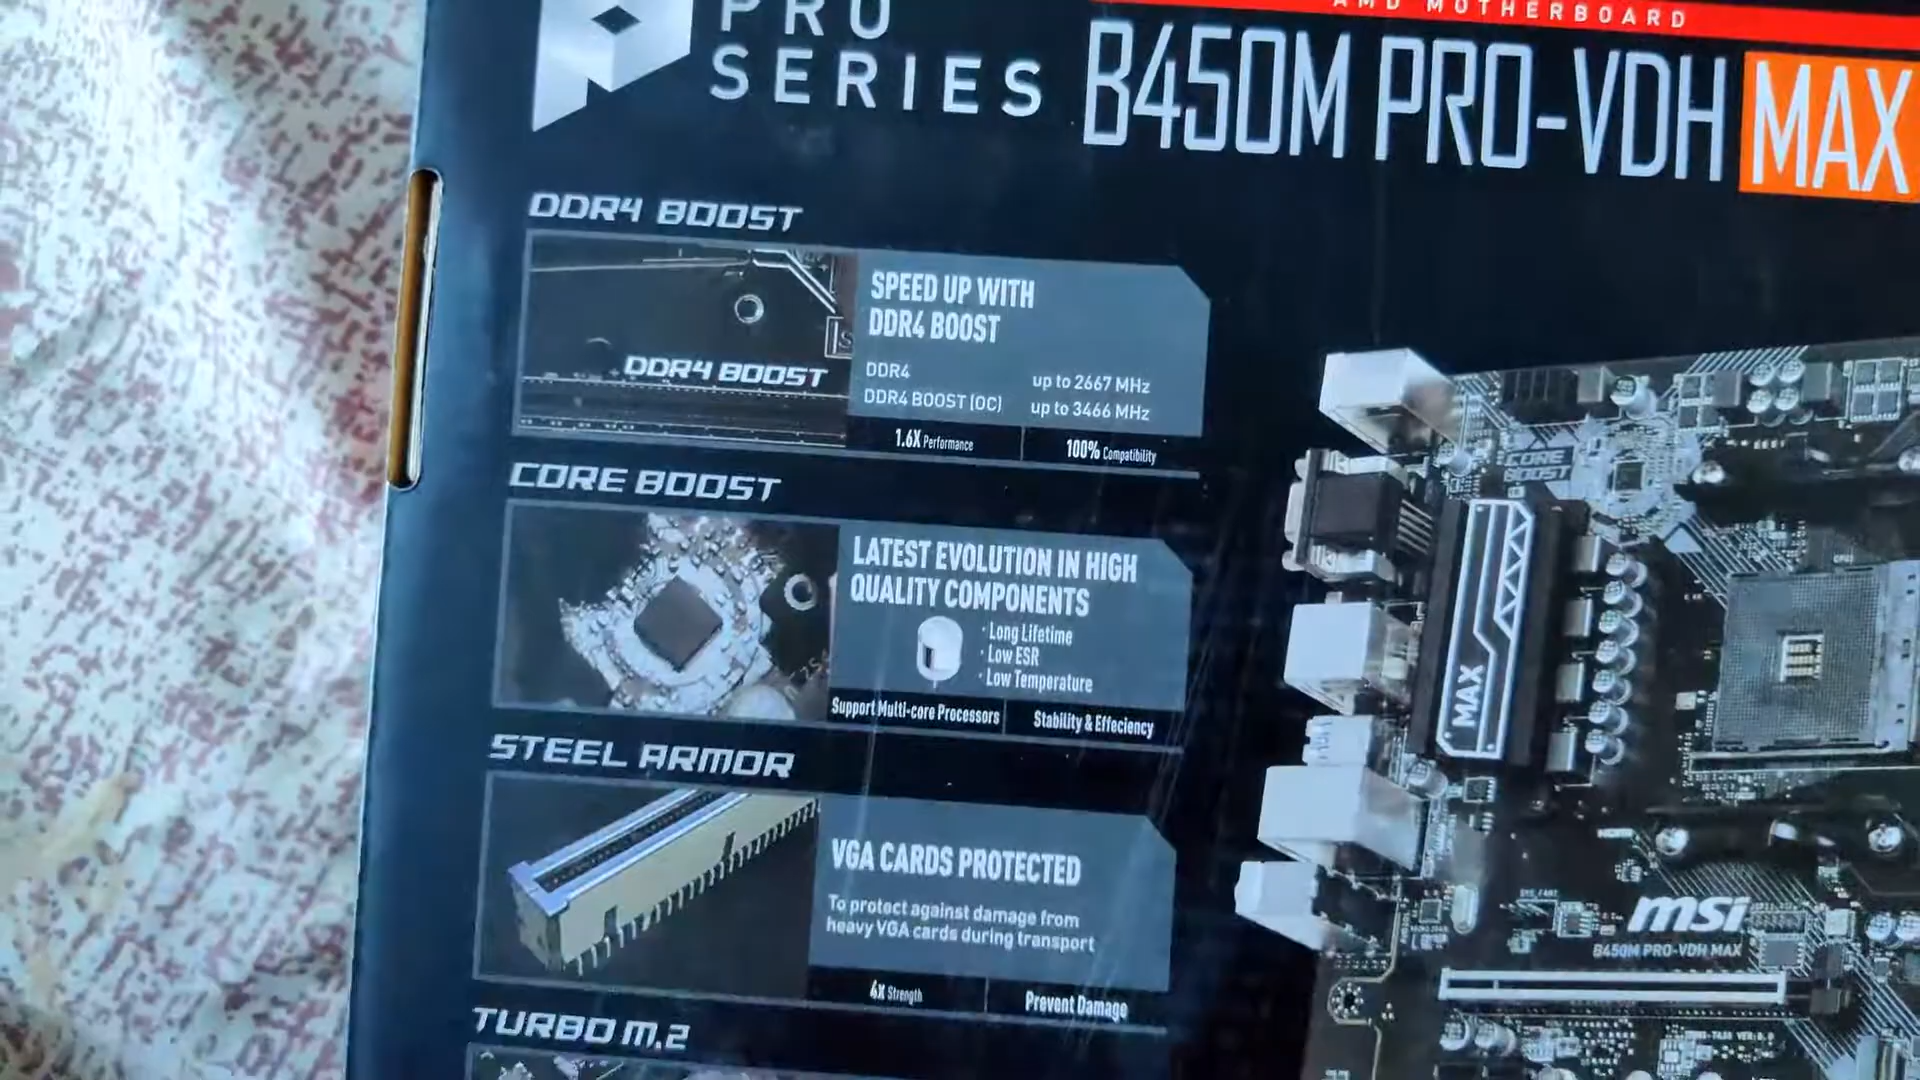 AMD MOTHERBOARD
PRO
SERIES
B450M PRO-VDH MAX
DDR4 BOOST
DDR4 BOOST
SPEED UP WITH
DDR4 BOOST
DDR4 up to 2667 MHz
DDR4 BOOST (OC) up to 3466 MHz
1.6X Performance
100% Compatibility
CORE BOOST
LATEST EVOLUTION IN HIGH
QUALITY COMPONENTS
· Long Lifetime
· Low ESR
· Low Temperature
Support Multi-core Processors
Stability & Effeciency
STEEL ARMOR
VGA CARDS PROTECTED
To protect against damage from
heavy VGA cards during transport
4X Strength
Prevent Damage
TURBO M.2
CORE
BOOST
MAX
msi
B450M PRO-VDH MAX